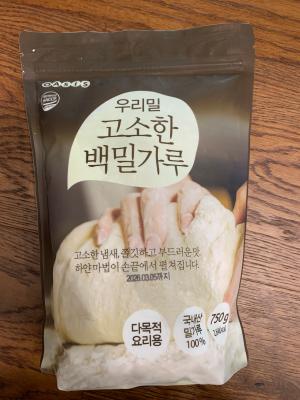 OASIS
HACCP
우리밀
고소한
백밀가루
고소한 냄새, 쫄깃하고 부드러운맛
하얀마법이 손끝에서 펼쳐집니다.
2026.03.05까지
다목적
요리용
국내산
밀가루
100%
750g